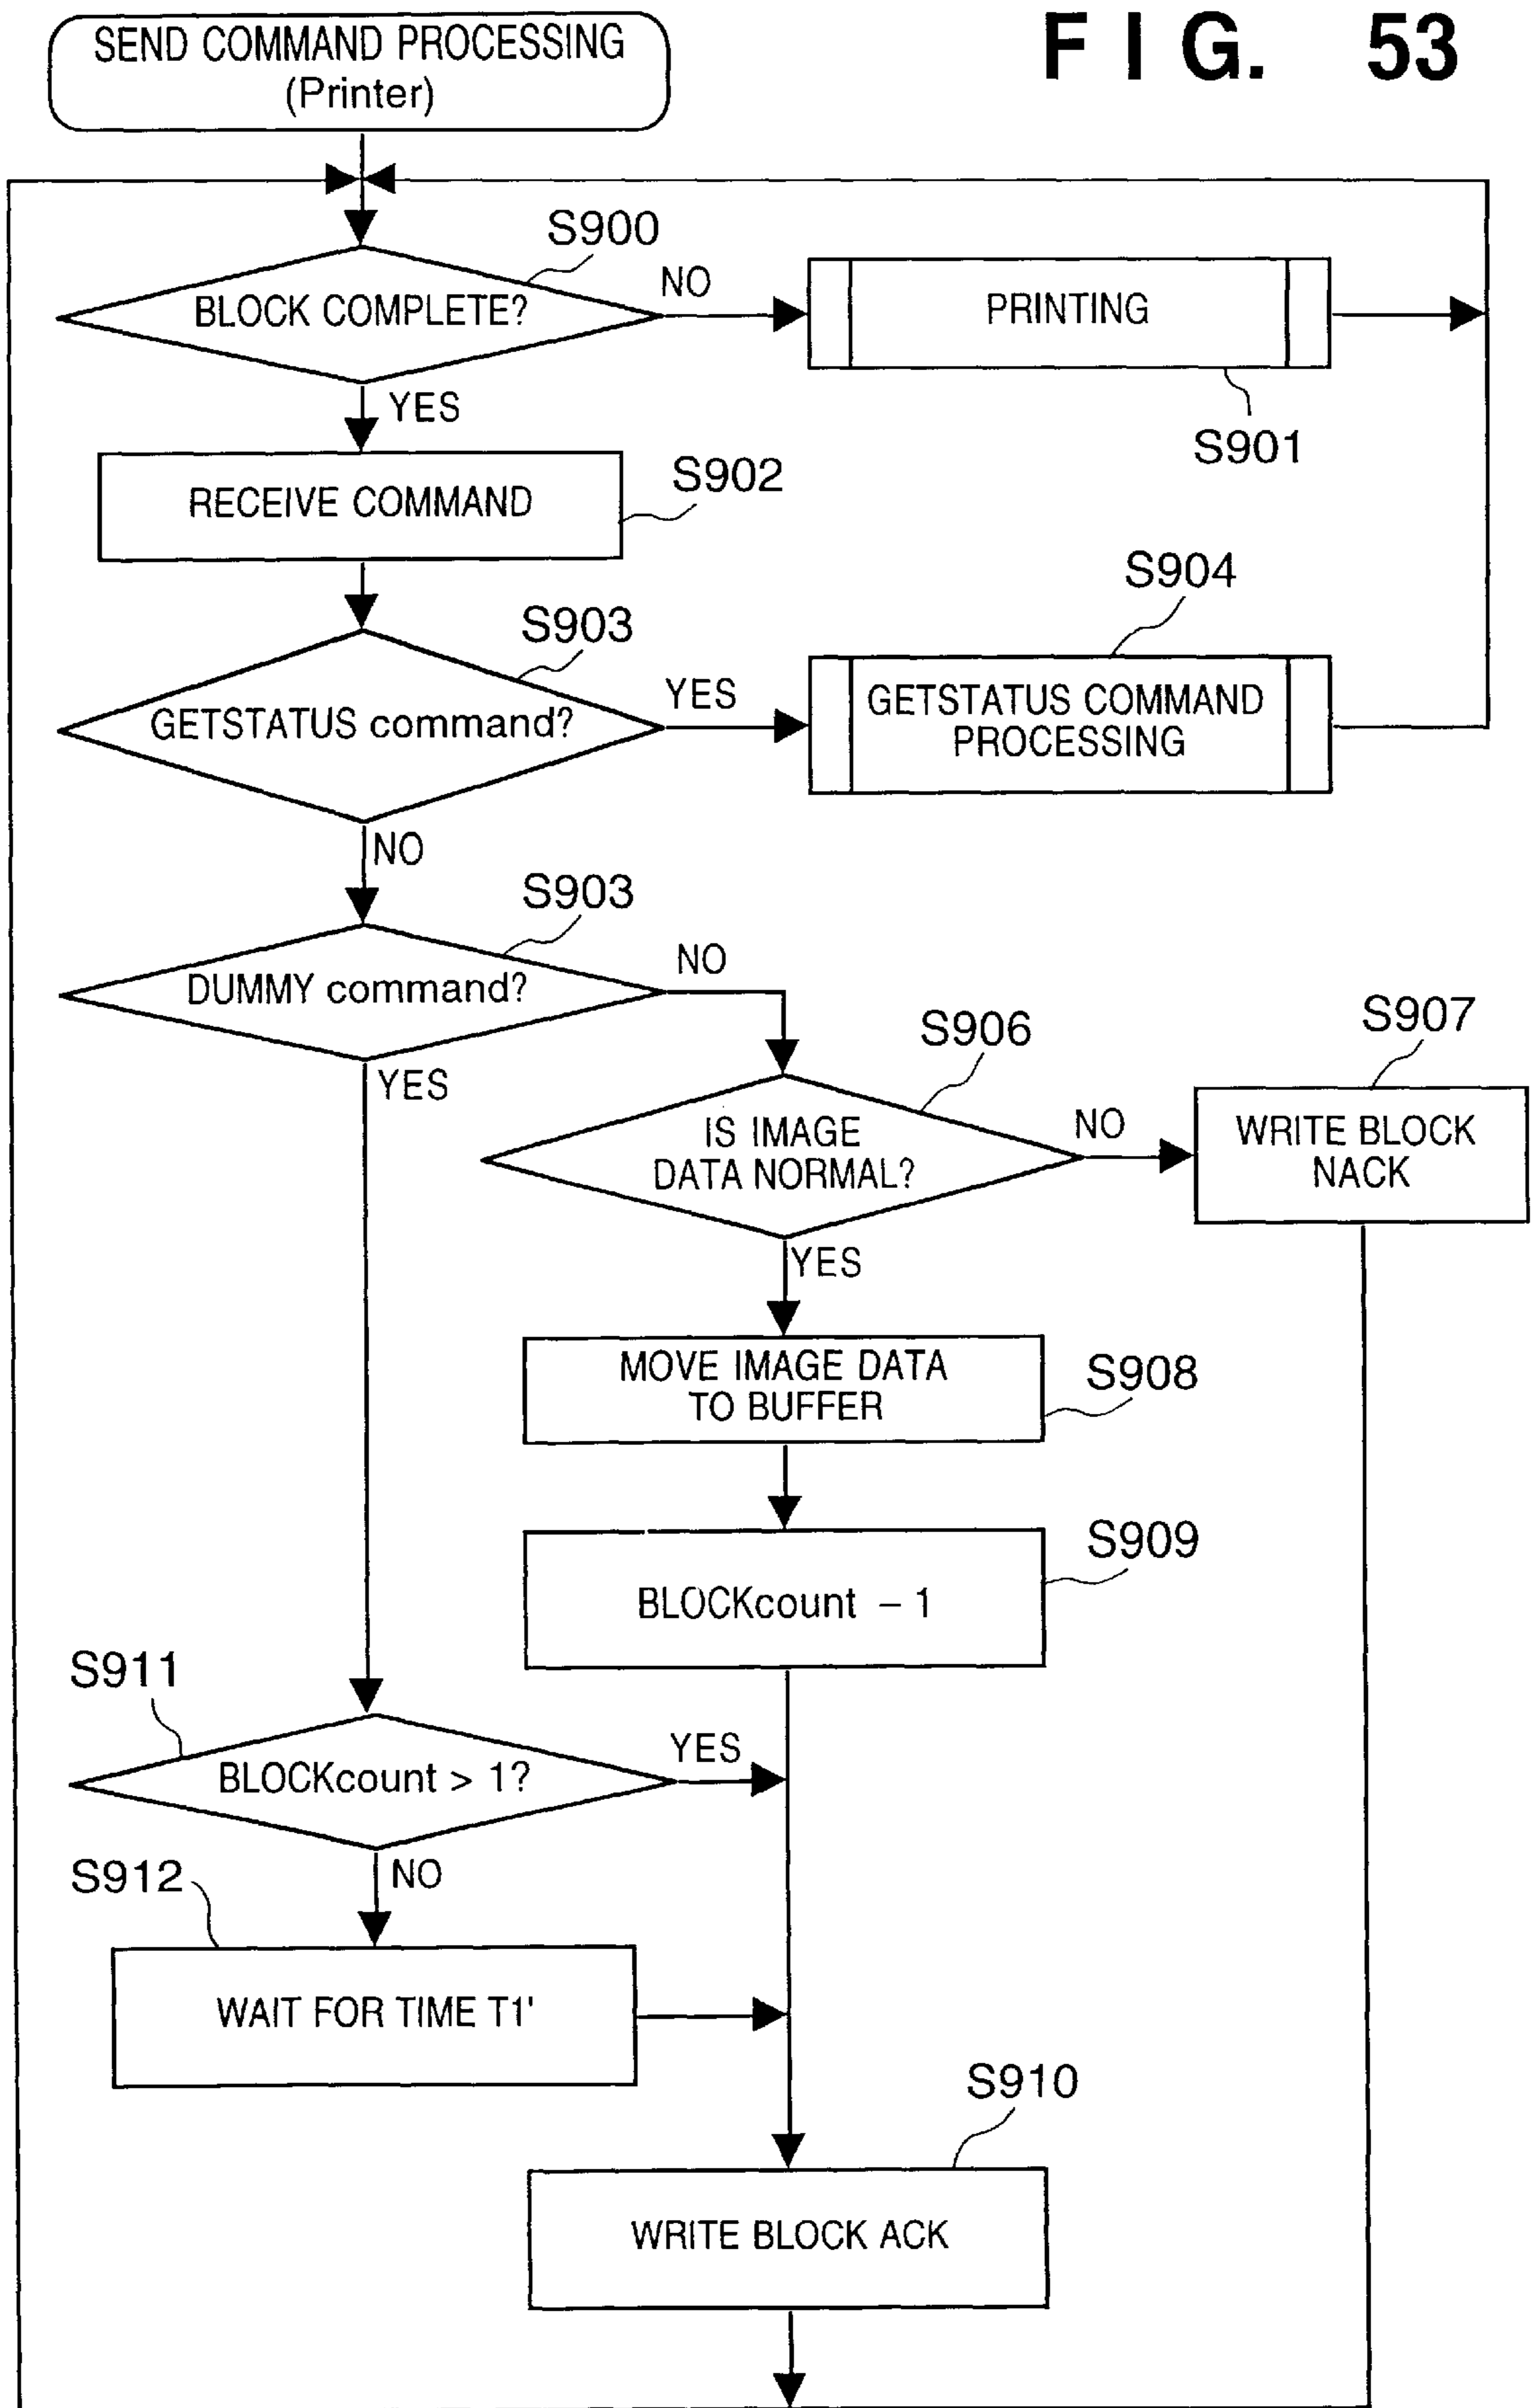 SEND COMMAND PROCESSING
(Printer)
F I G. 53
S900
BLOCK COMPLETE?
NO
PRINTING
S901
YES
RECEIVE COMMAND
S902
S903
GETSTATUS command?
YES
S904
GETSTATUS COMMAND
PROCESSING
NO
S903
DUMMY command?
NO
YES
S906
IS IMAGE
DATA NORMAL?
NO
S907
WRITE BLOCK
NACK
YES
MOVE IMAGE DATA
TO BUFFER
S908
BLOCKcount – 1
S909
S911
BLOCKcount > 1?
YES
NO
S912
WAIT FOR TIME T1'
S910
WRITE BLOCK ACK